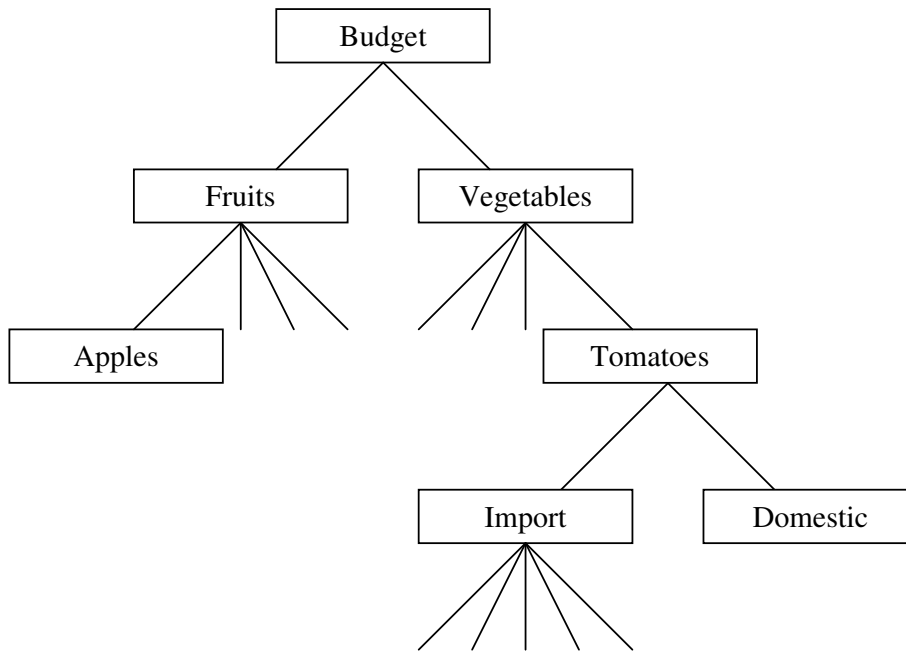 Budget
Fruits
Vegetables
Apples
Tomatoes
Import
Domestic